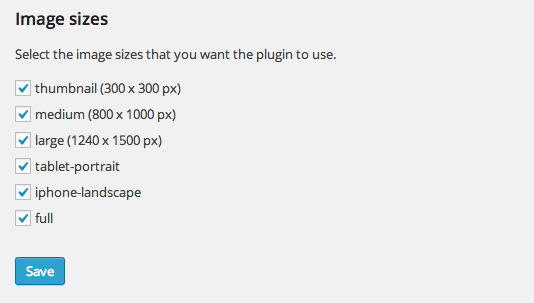 Image sizes
Select the image sizes that you want the plugin to use.
thumbnail (300 x 300 px)
medium (800 x 1000 px)
large (1240 x 1500 px)
tablet-portrait
iphone-landscape
full
Save